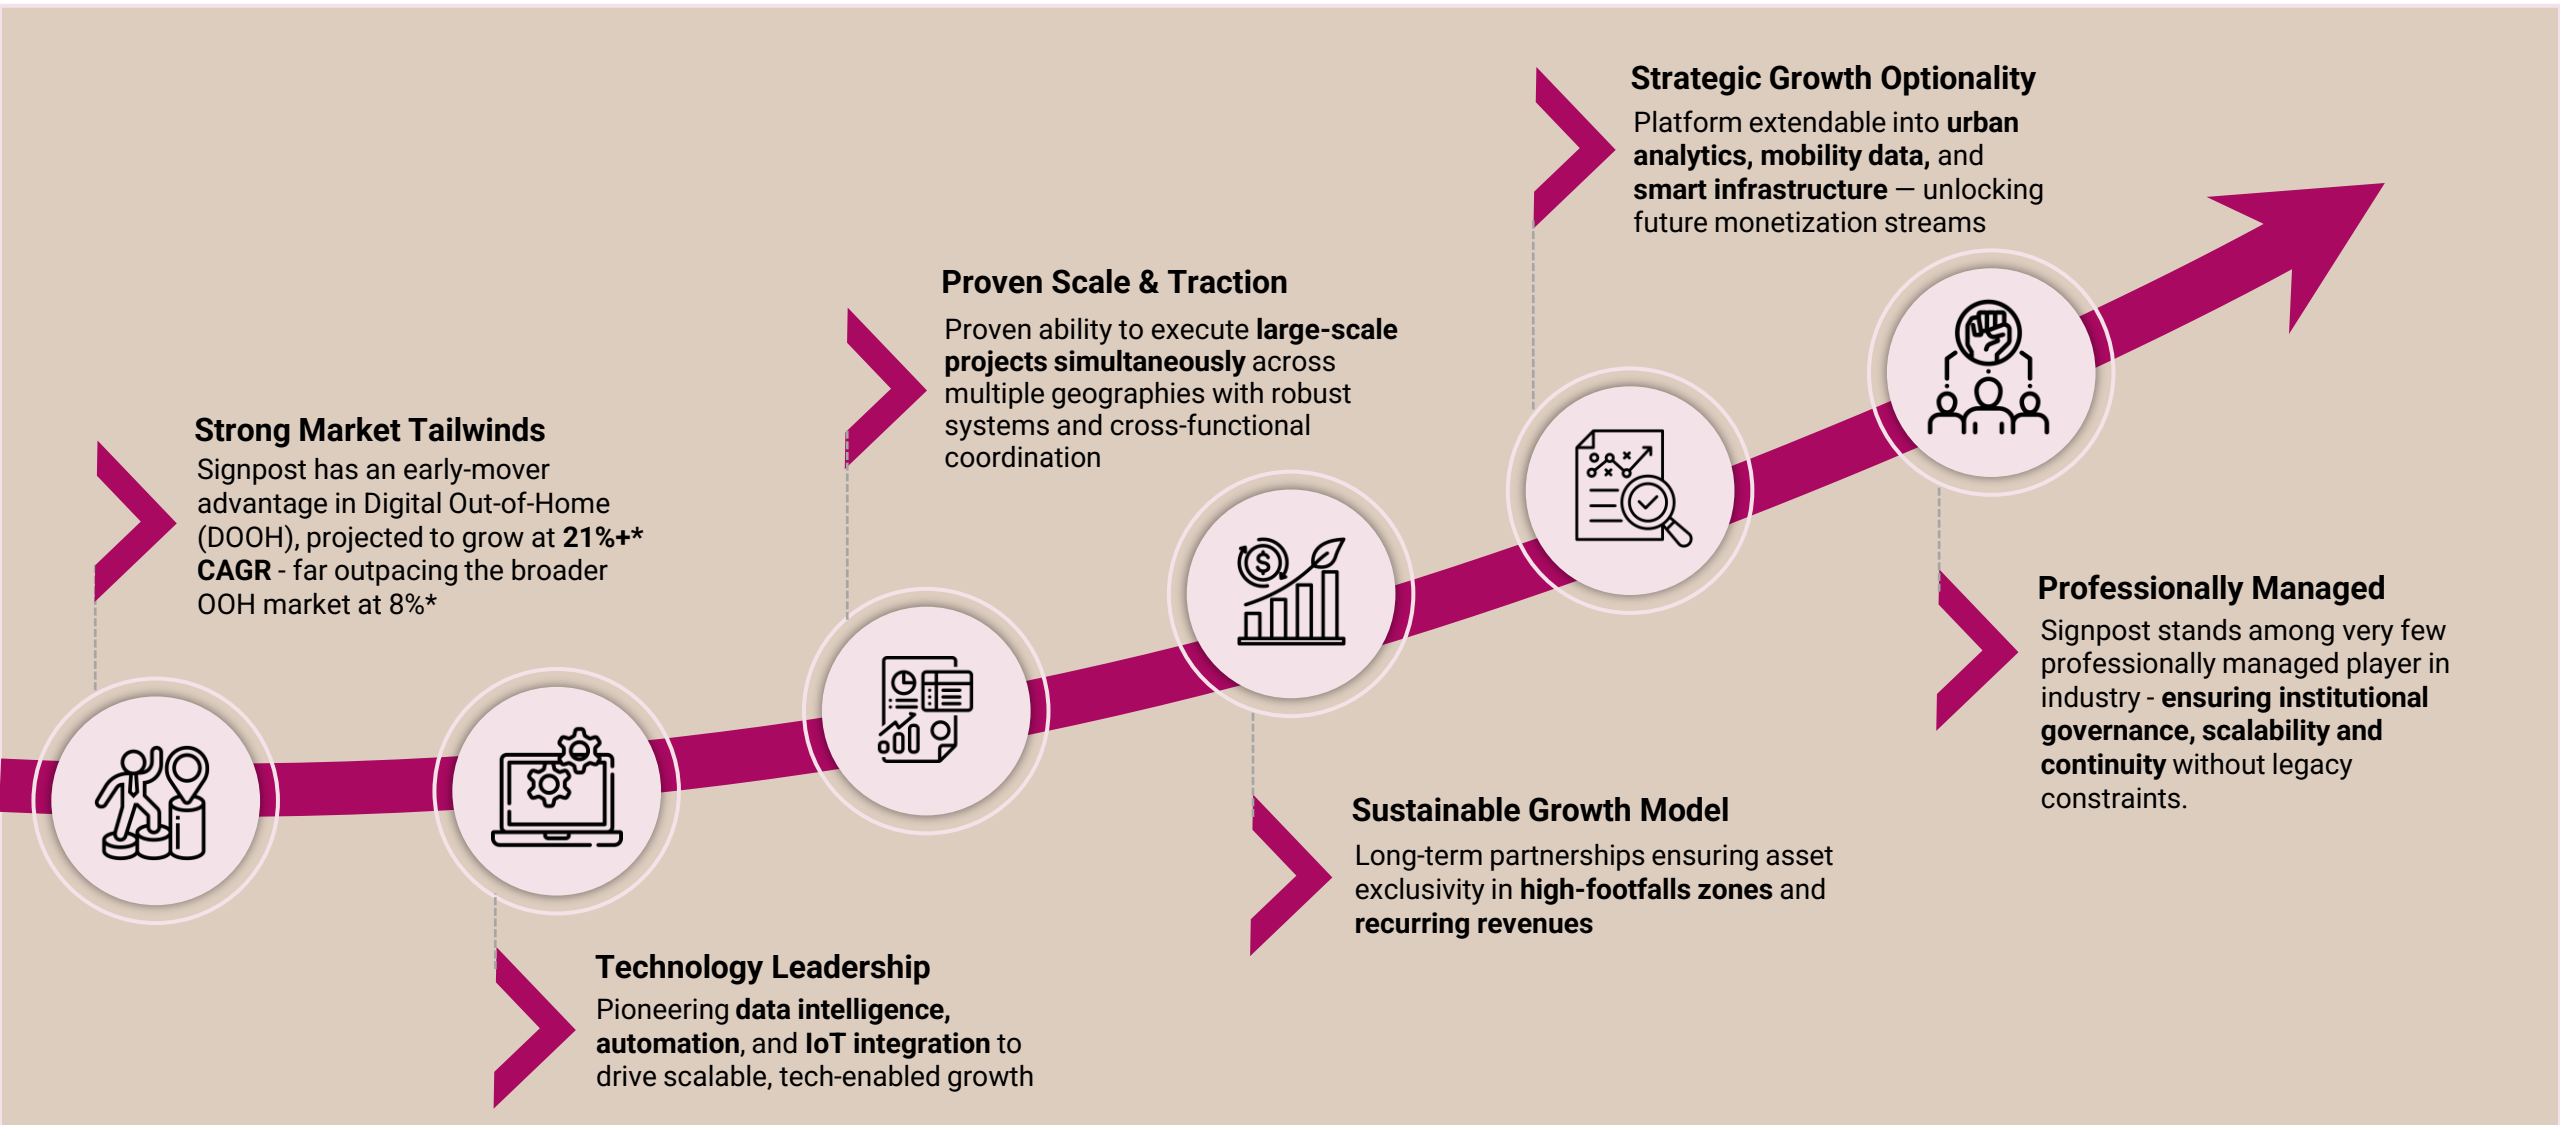 Strong Market Tailwinds
Signpost has an early-mover
advantage in Digital Out-of-Home
(DOOH), projected to grow at 21%+*
CAGR - far outpacing the broader
OOH market at 8%*
Technology Leadership
Pioneering data intelligence,
automation, and IoT integration to
drive scalable, tech-enabled growth
Proven Scale & Traction
Proven ability to execute large-scale
projects simultaneously across
multiple geographies with robust
systems and cross-functional
coordination
Sustainable Growth Model
Long-term partnerships ensuring asset
exclusivity in high-footfalls zones and
recurring revenues
Strategic Growth Optionality
Platform extendable into urban
analytics, mobility data, and
smart infrastructure — unlocking
future monetization streams
Professionally Managed
Signpost stands among very few
professionally managed player in
industry - ensuring institutional
governance, scalability and
continuity without legacy
constraints.